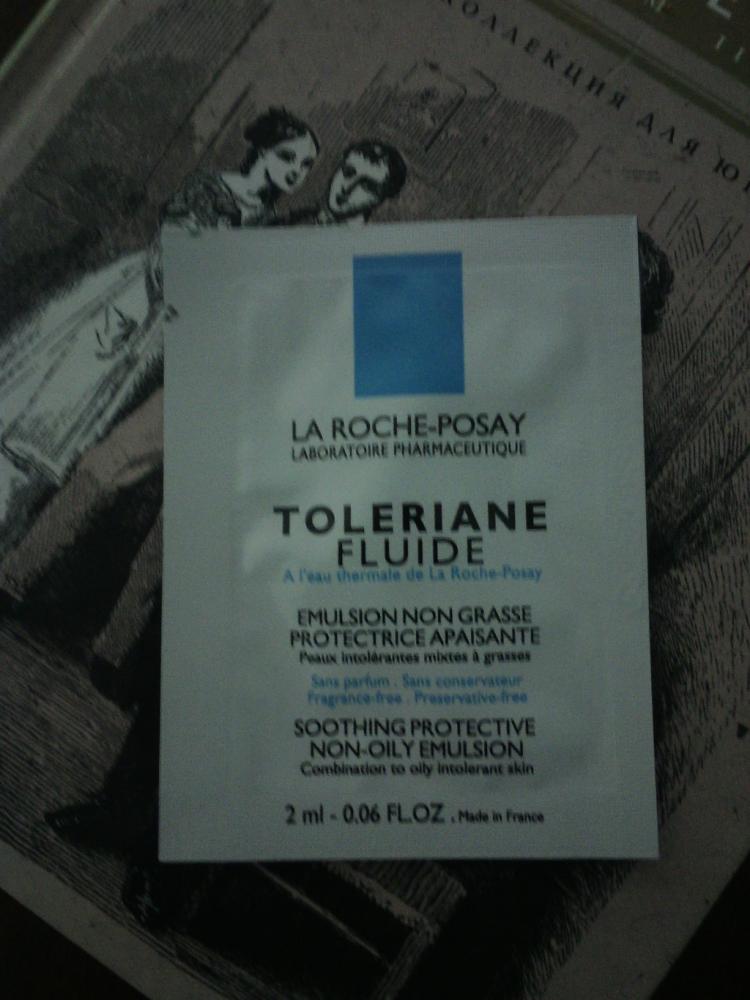 КОЛЛЕКЦИЯ ДЛЯ
LA ROCHE-POSAY
LABORATOIRE PHARMACEUTIQUE
TOLERIANE
FLUIDE
A l'eau thermale de La Roche-Posay
EMULSION NON GRASSE
PROTECTRICE APAISANTE
Peaux intolérantes mixtes à grasses
Sans parfum . Sans conservateur
Fragrance-free . Preservative-free
SOOTHING PROTECTIVE
NON-OILY EMULSION
Combination to oily intolerant skin
2 ml - 0.06 FL.OZ . Made in France